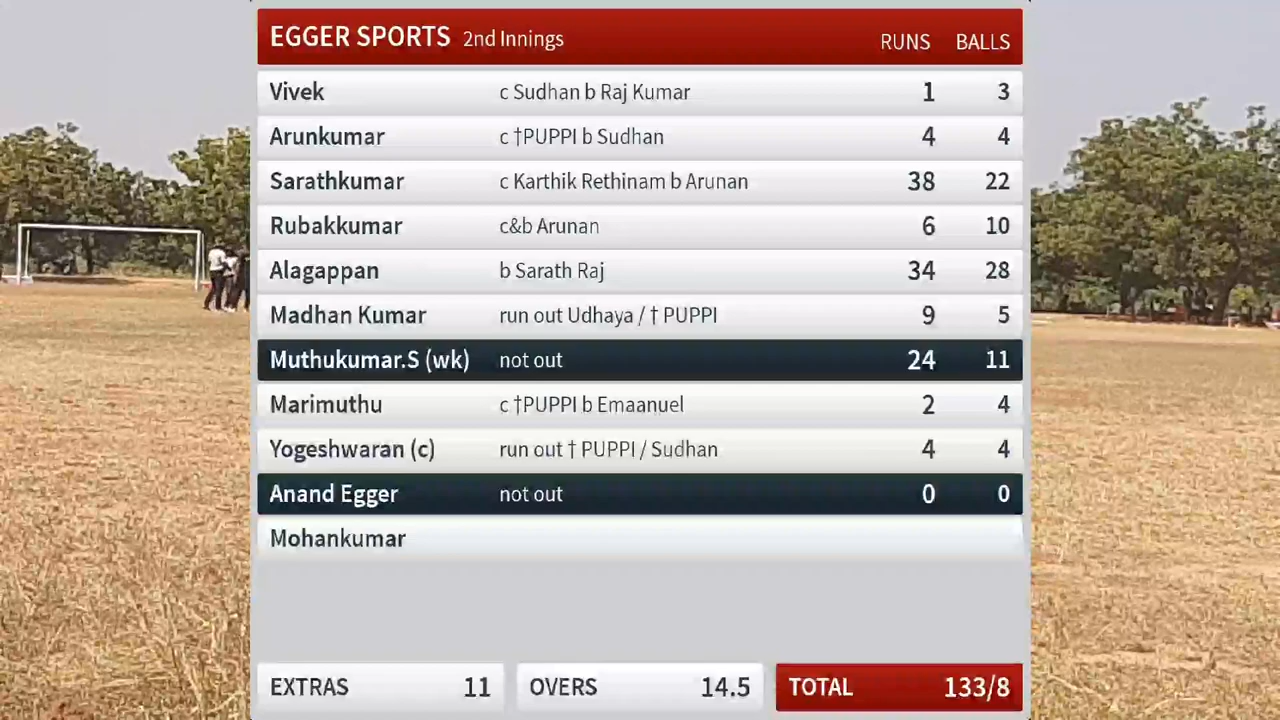 EGGER SPORTS 2nd Innings RUNS BALLS
Vivek c Sudhan b Raj Kumar 1 3
Arunkumar c †PUPPI b Sudhan 4 4
Sarathkumar c Karthik Rethinam b Arunan 38 22
Rubakkumar c&b Arunan 6 10
Alagappan b Sarath Raj 34 28
Madhan Kumar run out Udhaya / † PUPPI 9 5
Muthukumar.S (wk) not out 24 11
Marimuthu c †PUPPI b Emaanuel 2 4
Yogeshwaran (c) run out † PUPPI / Sudhan 4 4
Anand Egger not out 0 0
Mohankumar
EXTRAS 11 OVERS 14.5 TOTAL 133/8